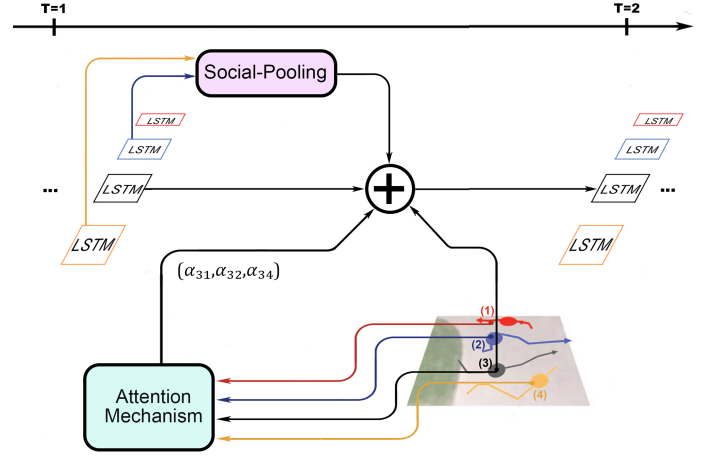 T=1
T=2
Social-Pooling
LSTM
LSTM
LSTM
LSTM
LSTM
LSTM
...
LSTM
LSTM
...
(α31,α32,α34)
(1)
(2)
(3)
(4)
Attention
Mechanism